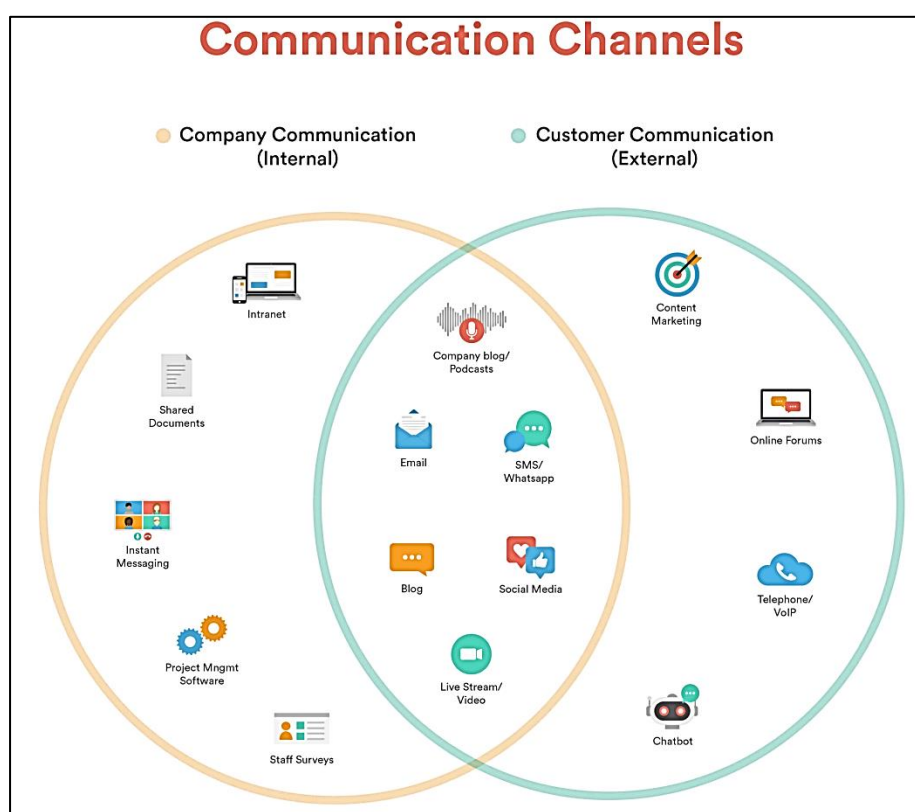 Communication Channels
Company Communication
(Internal)
Customer Communication
(External)
Intranet
Shared
Documents
Instant
Messaging
Project Mngmt
Software
Staff Surveys
Company blog/
Podcasts
Email
SMS/
Whatsapp
Blog
Social Media
Live Stream/
Video
Content
Marketing
Online Forums
Telephone/
VoIP
Chatbot